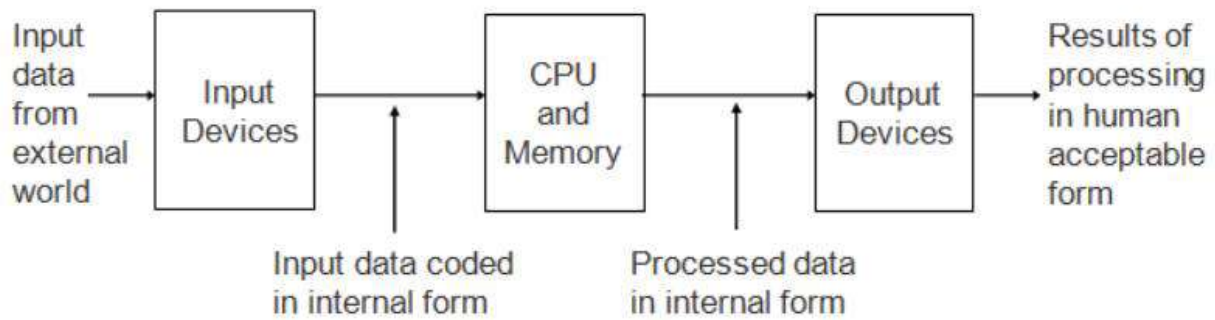 Input
data
from
external
world
Input
Devices
Input data coded
in internal form
CPU
and
Memory
Processed data
in internal form
Output
Devices
Results of
processing
in human
acceptable
form